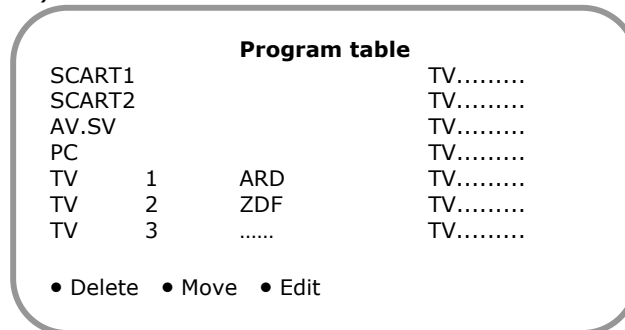 Program table
SCART1 TV.........
SCART2 TV.........
AV.SV TV.........
PC TV.........
TV 1 ARD TV.........
TV 2 ZDF TV.........
TV 3 ...... TV.........
• Delete • Move • Edit